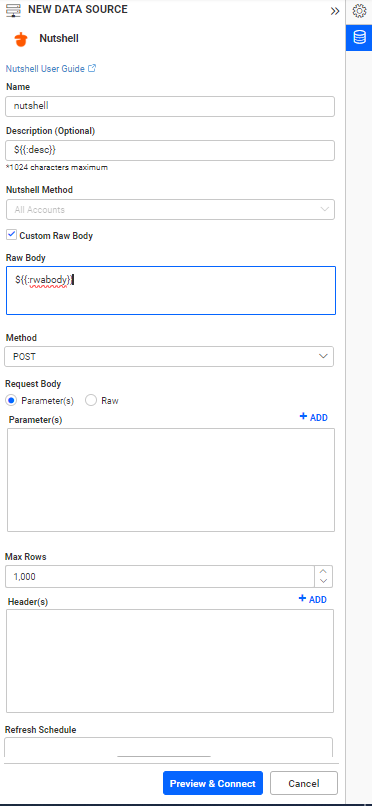 NEW DATA SOURCE
Nutshell
Nutshell User Guide
Name
nutshell
Description (Optional)
${{:desc}}
*1024 characters maximum
Nutshell Method
All Accounts
Custom Raw Body
Raw Body
${{:rwabody}}
Method
POST
Request Body
Parameter(s) Raw
Parameter(s) + ADD
Max Rows
1,000
Header(s) + ADD
Refresh Schedule
Preview & Connect Cancel